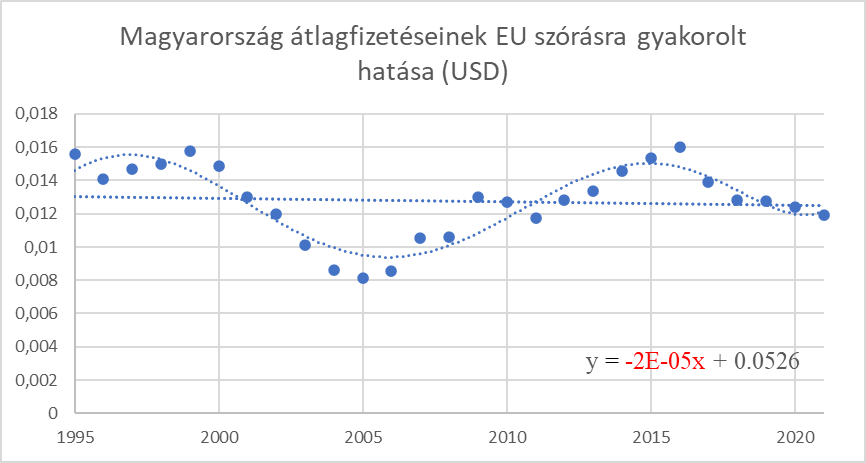 Magyarország átlagfizetéseinek EU szórásra gyakorolt
hatása (USD)
0,018
0,016
0,014
0,012
0,01
0,008
0,006
0,004
0,002
0
y = -2E-05x + 0.0526
1995 2000 2005 2010 2015 2020